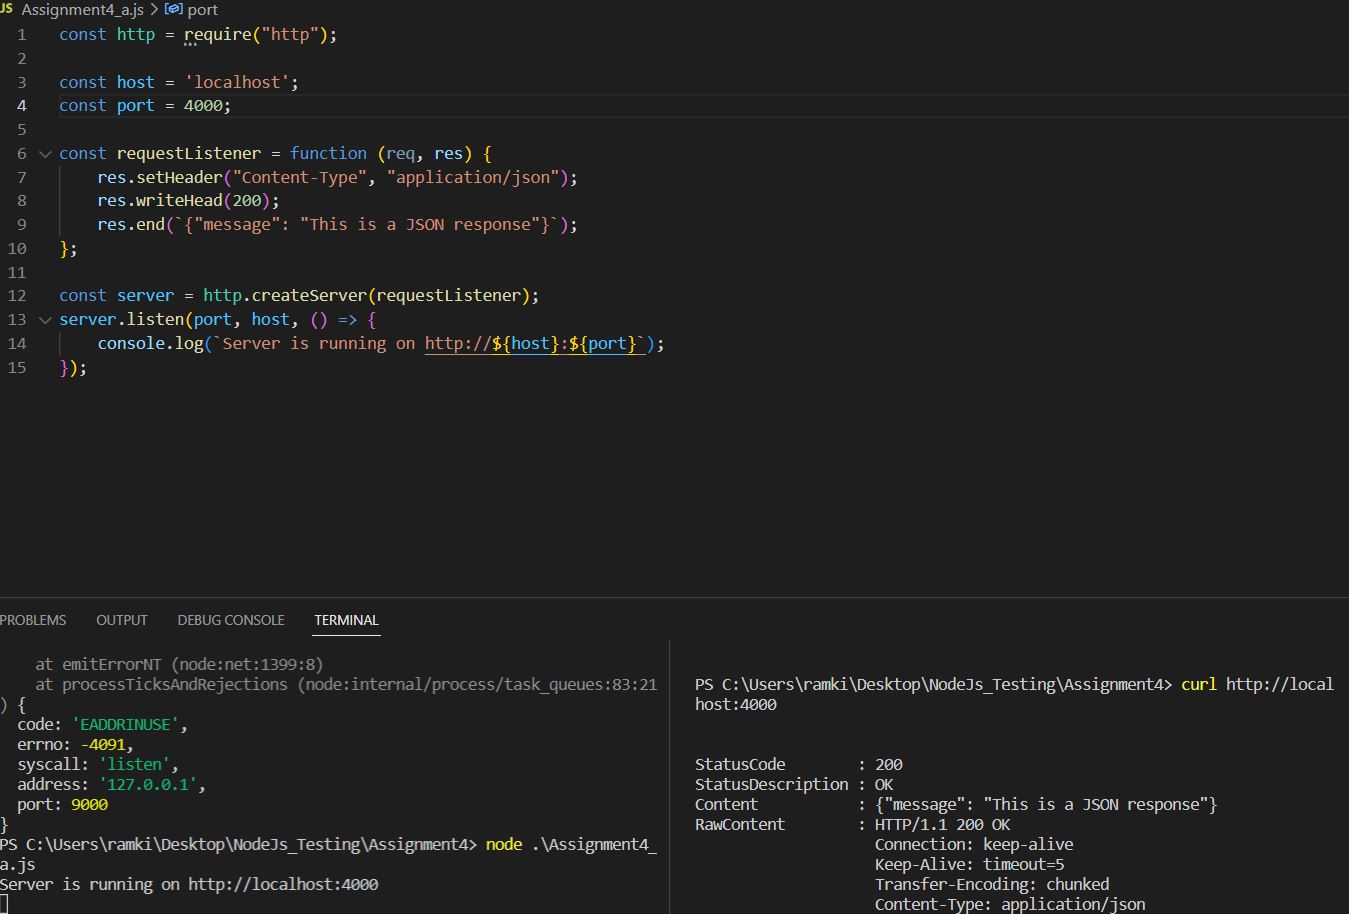 JS Assignment4_a.js > port
1 const http = require("http");
2
3 const host = 'localhost';
4 const port = 4000;
5
6 const requestListener = function (req, res) {
7 res.setHeader("Content-Type", "application/json");
8 res.writeHead(200);
9 res.end(`{"message": "This is a JSON response"}`);
10 };
11
12 const server = http.createServer(requestListener);
13 server.listen(port, host, () => {
14 console.log(`Server is running on http://${host}:${port}`);
15 });
PROBLEMS OUTPUT DEBUG CONSOLE TERMINAL
at emitErrorNT (node:net:1399:8)
at processTicksAndRejections (node:internal/process/task_queues:83:21
) {
code: 'EADDRINUSE',
errno: -4091,
syscall: 'listen',
address: '127.0.0.1',
port: 9000
}
PS C:\Users\ramki\Desktop\NodeJs_Testing\Assignment4> node .\Assignment4_
a.js
Server is running on http://localhost:4000
PS C:\Users\ramki\Desktop\NodeJs_Testing\Assignment4> curl http://local
host:4000
StatusCode : 200
StatusDescription : OK
Content : {"message": "This is a JSON response"}
RawContent : HTTP/1.1 200 OK
Connection: keep-alive
Keep-Alive: timeout=5
Transfer-Encoding: chunked
Content-Type: application/json